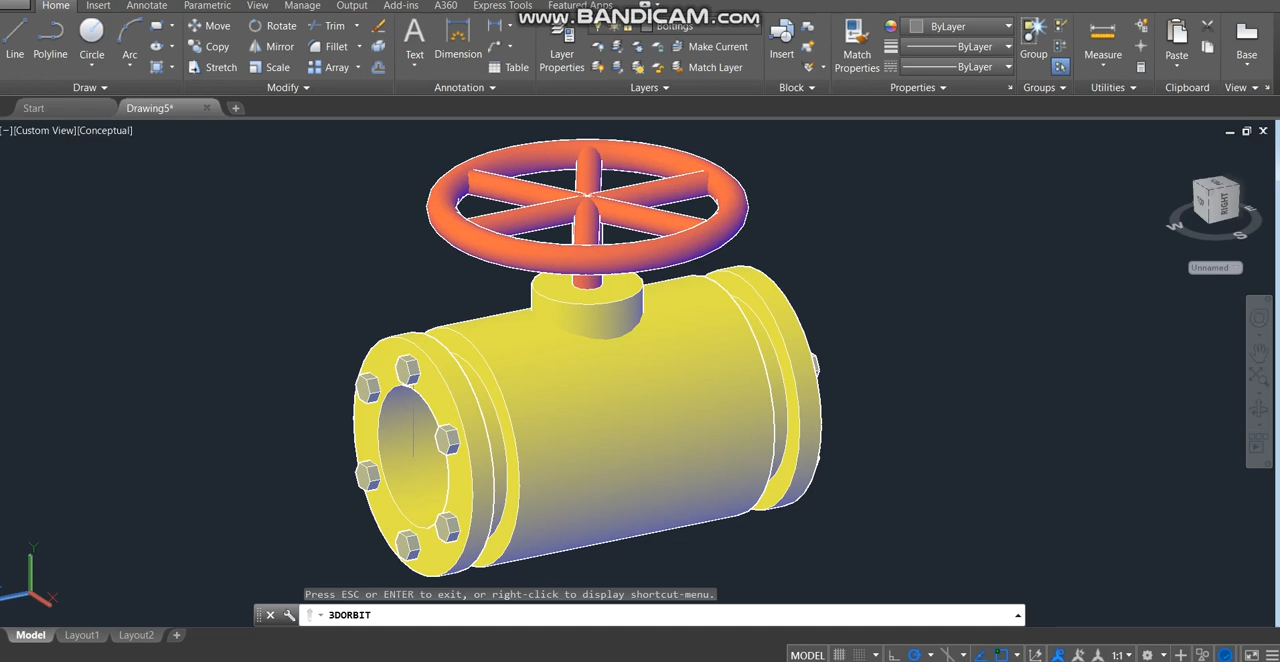 Home Insert Annotate Parametric View Manage Output Add-ins A360 Express Tools Featured Apps
www.BANDICAM.com
Line Polyline Circle Arc
Move Rotate Trim
Copy Mirror Fillet
Stretch Scale Array
Text Dimension Table
Layer Properties
Boltings
Make Current
Match Layer
Insert
Match Properties
ByLayer
ByLayer
ByLayer
Group
Measure
Paste
Base
Draw Modify Annotation Layers Block Properties Groups Utilities Clipboard View
Start Drawing5* +
[−][Custom View][Conceptual]
RIGHT
W S
Unnamed
Y
X
Press ESC or ENTER to exit, or right-click to display shortcut-menu.
3DORBIT
Model Layout1 Layout2 +
MODEL 1:1